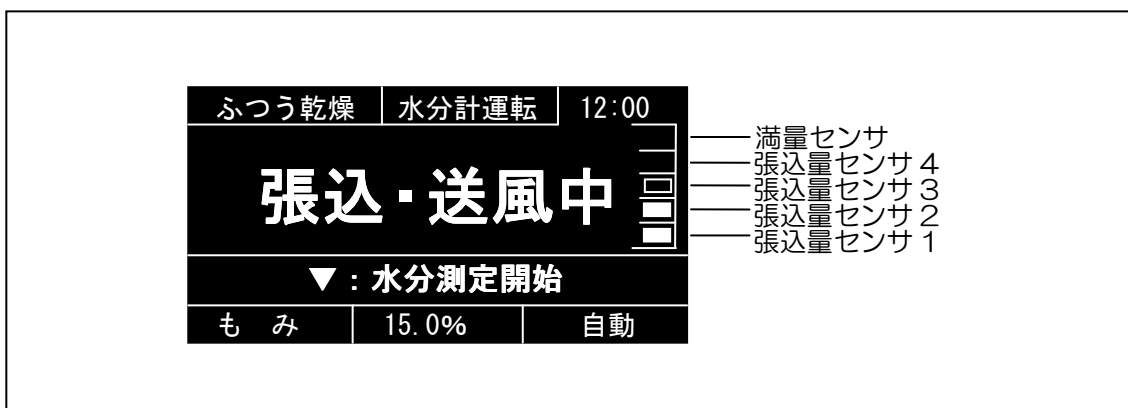 ふつう乾燥 水分計運転 12:00
満量センサ
張込量センサ４
張込・送風中
張込量センサ３
張込量センサ２
張込量センサ１
▼：水分測定開始
も み 15.0% 自動